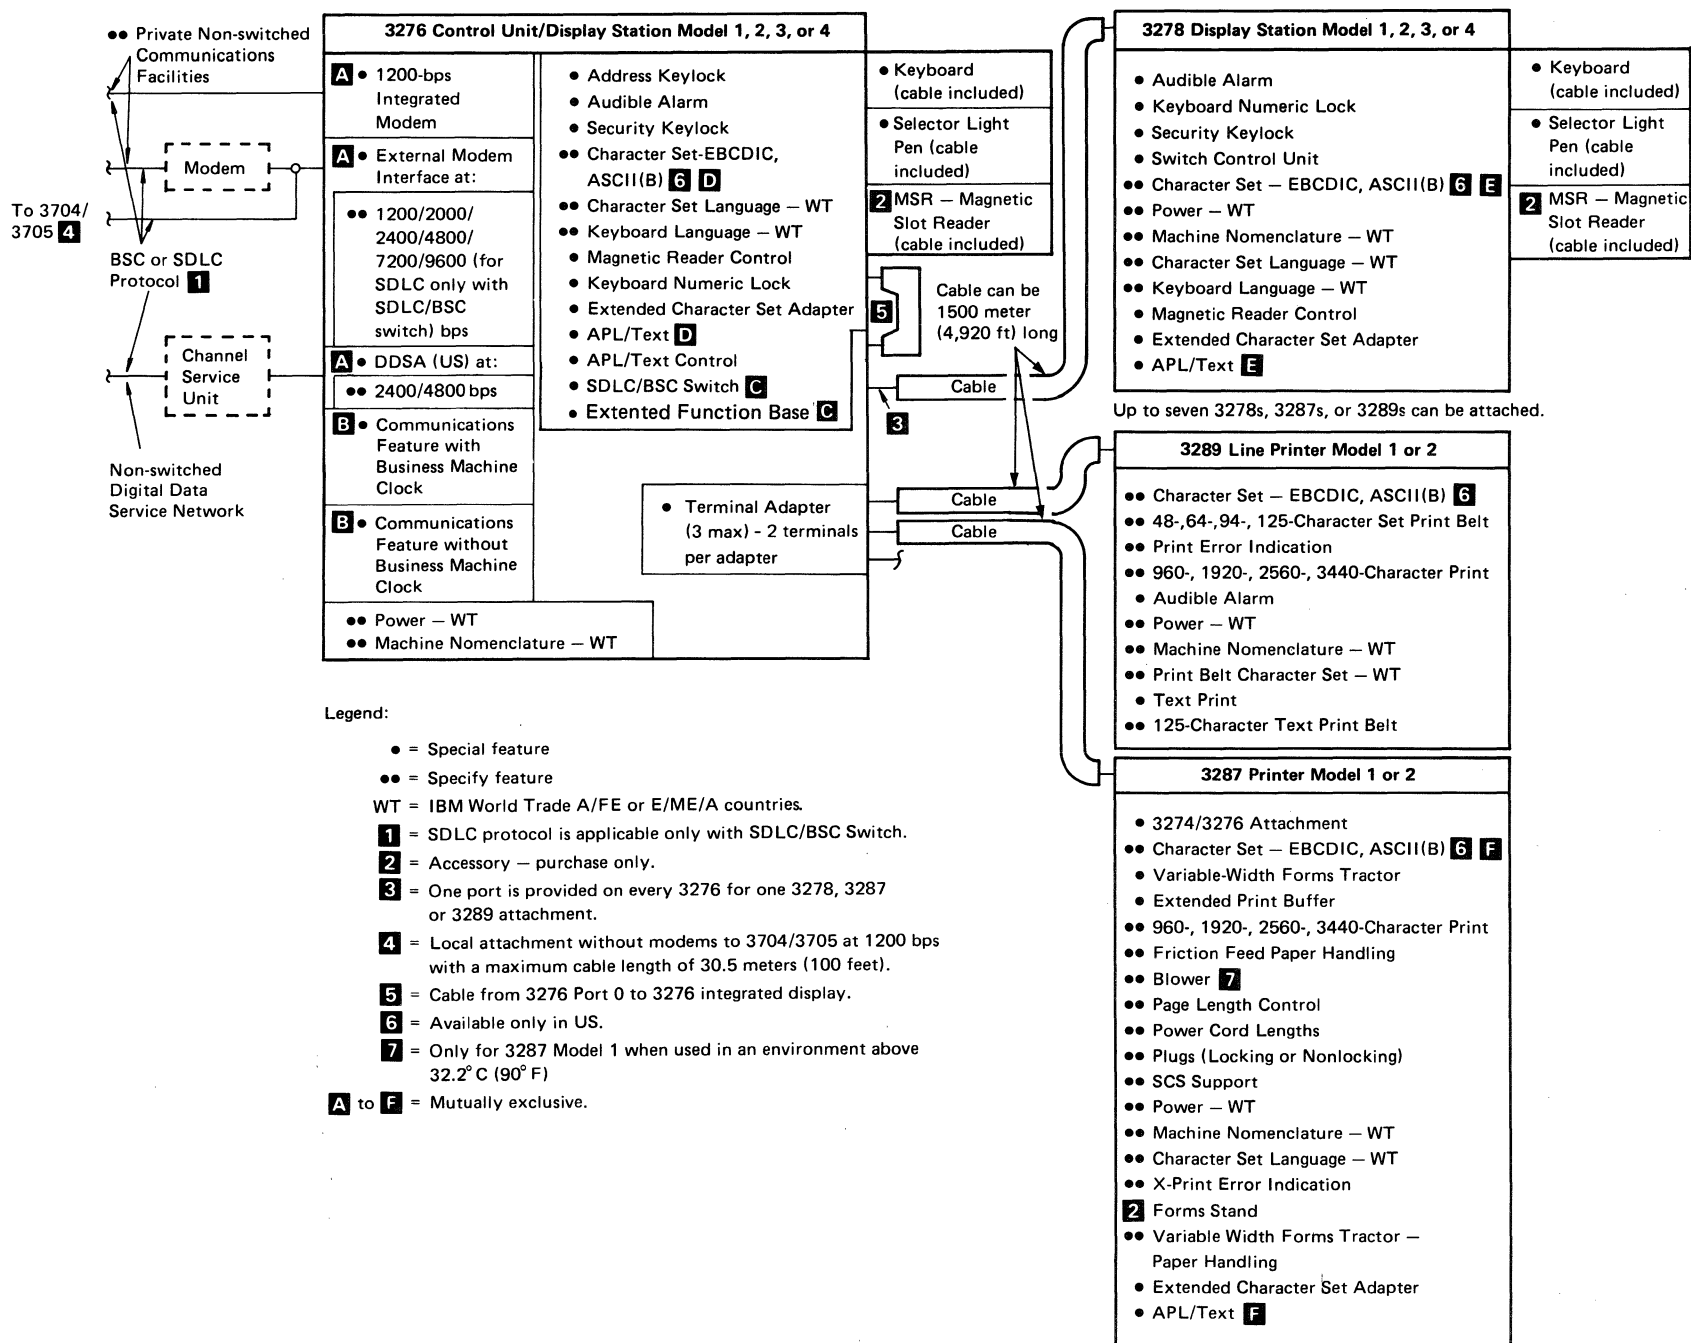 ●● Private Non-switched
Communications
Facilities
Modem
To 3704/
3705 4
BSC or SDLC
Protocol 1
Channel
Service
Unit
Non-switched
Digital Data
Service Network
3276 Control Unit/Display Station Model 1, 2, 3, or 4
A ● 1200-bps
Integrated
Modem
A ● External Modem
Interface at:
●● 1200/2000/
2400/4800/
7200/9600 (for
SDLC only with
SDLC/BSC
switch) bps
A ● DDSA (US) at:
●● 2400/4800 bps
B ● Communications
Feature with
Business Machine
Clock
B ● Communications
Feature without
Business Machine
Clock
●● Power — WT
●● Machine Nomenclature — WT
● Address Keylock
● Audible Alarm
● Security Keylock
●● Character Set-EBCDIC,
ASCII(B) 6 D
●● Character Set Language — WT
●● Keyboard Language — WT
● Magnetic Reader Control
● Keyboard Numeric Lock
● Extended Character Set Adapter
● APL/Text D
● APL/Text Control
● SDLC/BSC Switch C
● Extented Function Base C
● Terminal Adapter
(3 max) - 2 terminals
per adapter
● Keyboard
(cable included)
● Selector Light
Pen (cable
included)
2 MSR — Magnetic
Slot Reader
(cable included)
5
Cable can be
1500 meter
(4,920 ft) long
Cable
3
Cable
Cable
3278 Display Station Model 1, 2, 3, or 4
● Audible Alarm
● Keyboard Numeric Lock
● Security Keylock
● Switch Control Unit
●● Character Set — EBCDIC, ASCII(B) 6 E
●● Power — WT
●● Machine Nomenclature — WT
●● Character Set Language — WT
●● Keyboard Language — WT
● Magnetic Reader Control
● Extended Character Set Adapter
● APL/Text E
● Keyboard
(cable included)
● Selector Light
Pen (cable
included)
2 MSR — Magnetic
Slot Reader
(cable included)
Up to seven 3278s, 3287s, or 3289s can be attached.
3289 Line Printer Model 1 or 2
●● Character Set — EBCDIC, ASCII(B) 6
●● 48-,64-,94-, 125-Character Set Print Belt
●● Print Error Indication
●● 960-, 1920-, 2560-, 3440-Character Print
● Audible Alarm
●● Power — WT
●● Machine Nomenclature — WT
●● Print Belt Character Set — WT
● Text Print
●● 125-Character Text Print Belt
3287 Printer Model 1 or 2
● 3274/3276 Attachment
●● Character Set — EBCDIC, ASCII(B) 6 F
● Variable-Width Forms Tractor
● Extended Print Buffer
●● 960-, 1920-, 2560-, 3440-Character Print
●● Friction Feed Paper Handling
●● Blower 7
●● Page Length Control
●● Power Cord Lengths
●● Plugs (Locking or Nonlocking)
●● SCS Support
●● Power — WT
●● Machine Nomenclature — WT
●● Character Set Language — WT
●● X-Print Error Indication
2 Forms Stand
●● Variable Width Forms Tractor —
Paper Handling
● Extended Character Set Adapter
● APL/Text F
Legend:
● = Special feature
●● = Specify feature
WT = IBM World Trade A/FE or E/ME/A countries.
1 = SDLC protocol is applicable only with SDLC/BSC Switch.
2 = Accessory — purchase only.
3 = One port is provided on every 3276 for one 3278, 3287
or 3289 attachment.
4 = Local attachment without modems to 3704/3705 at 1200 bps
with a maximum cable length of 30.5 meters (100 feet).
5 = Cable from 3276 Port 0 to 3276 integrated display.
6 = Available only in US.
7 = Only for 3287 Model 1 when used in an environment above
32.2° C (90° F)
A to F = Mutually exclusive.